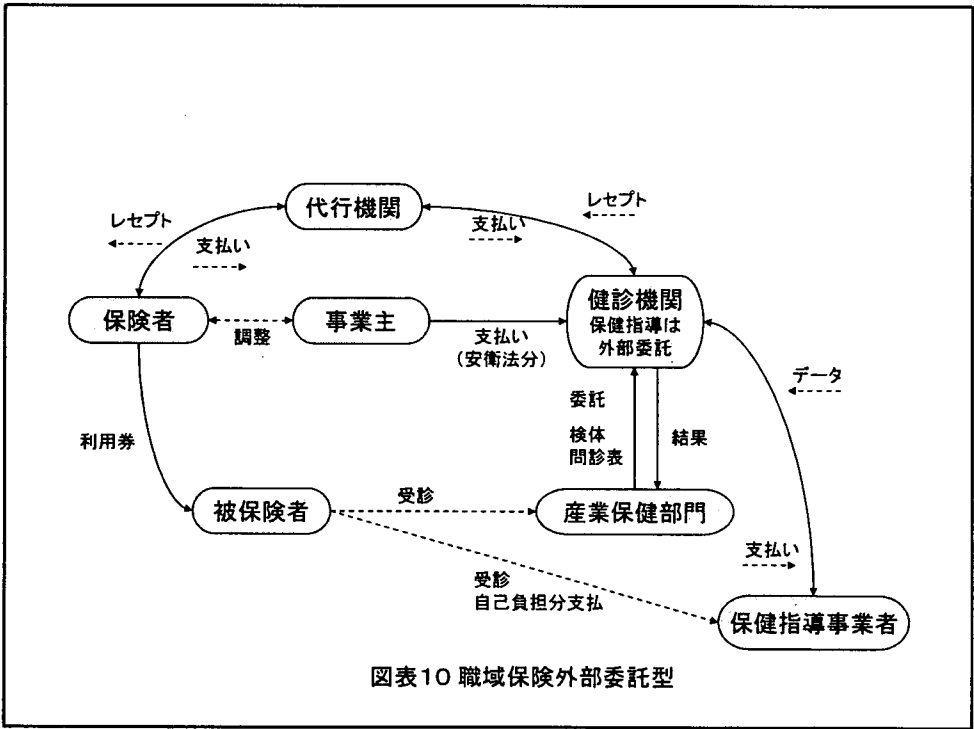 代行機関
レセプト
支払い
支払い
レセプト
保険者
調整
事業主
支払い
(安衛法分)
健診機関
保健指導は
外部委託
データ
利用券
委託
検体
問診表
結果
被保険者
受診
産業保健部門
受診
自己負担分支払
支払い
保健指導事業者
図表10 職域保険外部委託型